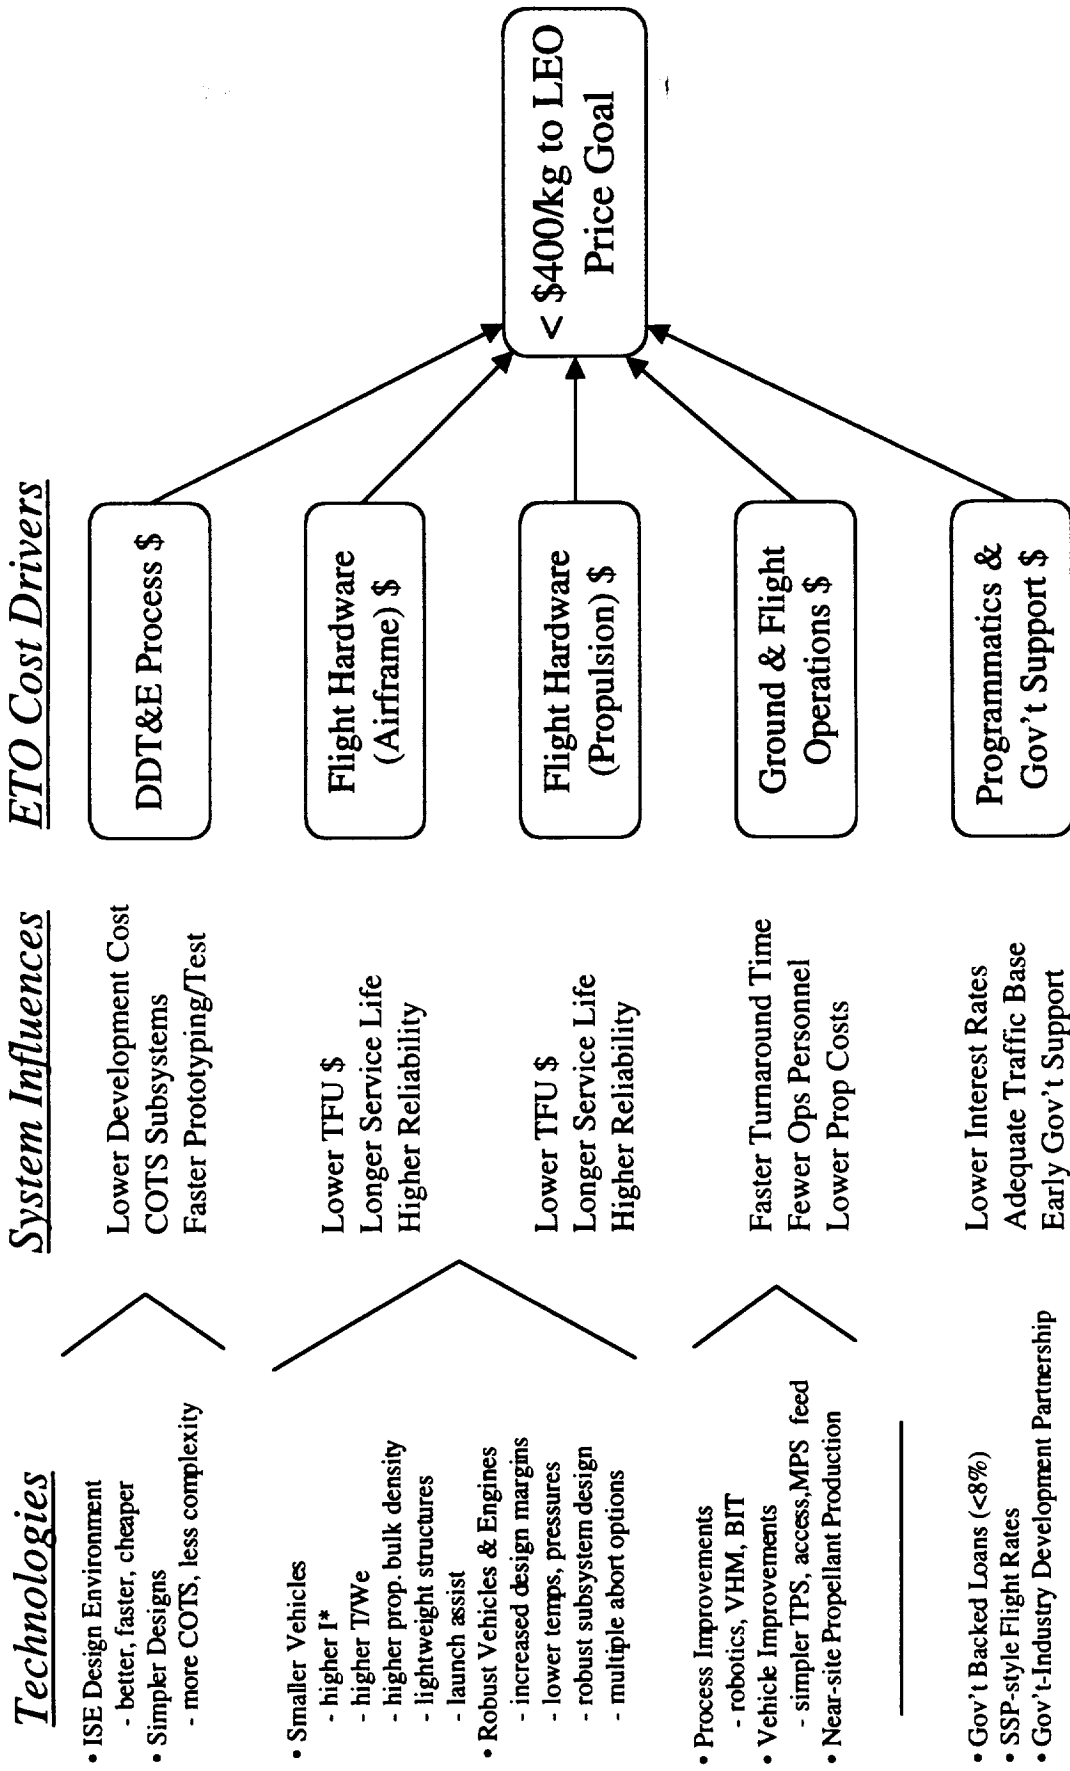 Technologies
• ISE Design Environment
- better, faster, cheaper
• Simpler Designs
- more COTS, less complexity
• Smaller Vehicles
- higher I*
- higher T/We
- higher prop. bulk density
- lightweight structures
- launch assist
• Robust Vehicles & Engines
- increased design margins
- lower temps, pressures
- robust subsystem design
- multiple abort options
• Process Improvements
- robotics, VHM, BIT
• Vehicle Improvements
- simpler TPS, access,MPS feed
• Near-site Propellant Production
• Gov't Backed Loans (<8%)
• SSP-style Flight Rates
• Gov't-Industry Development Partnership
System Influences
Lower Development Cost
COTS Subsystems
Faster Prototyping/Test
Lower TFU $
Longer Service Life
Higher Reliability
Lower TFU $
Longer Service Life
Higher Reliability
Faster Turnaround Time
Fewer Ops Personnel
Lower Prop Costs
Lower Interest Rates
Adequate Traffic Base
Early Gov't Support
ETO Cost Drivers
DDT&E Process $
Flight Hardware
(Airframe) $
Flight Hardware
(Propulsion) $
Ground & Flight
Operations $
Programmatics &
Gov't Support $
< $400/kg to LEO
Price Goal